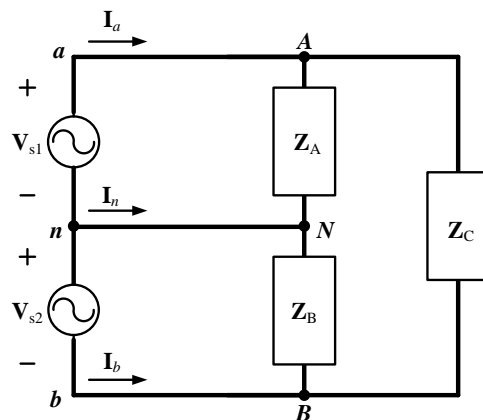 I_a
a
A
+
V_s1
Z_A
−
I_n
n
N
Z_C
+
V_s2
Z_B
−
I_b
b
B